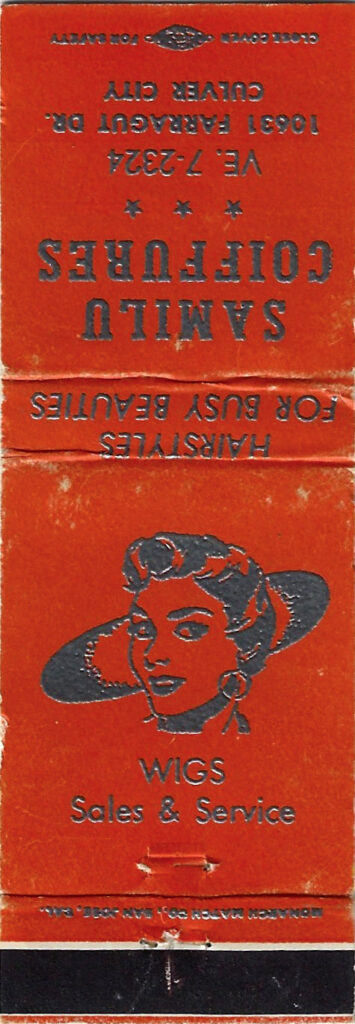 HAIRSTYLES
FOR BUSY BEAUTIES
SAMILU
COIFFURES
★ ★ ★
VE. 7-2324
10631 FARRAGUT DR.
CULVER CITY
CLOSE COVER FOR SAFETY
WIGS
Sales & Service
MONARCH MATCH CO., SAN JOSE, CAL.